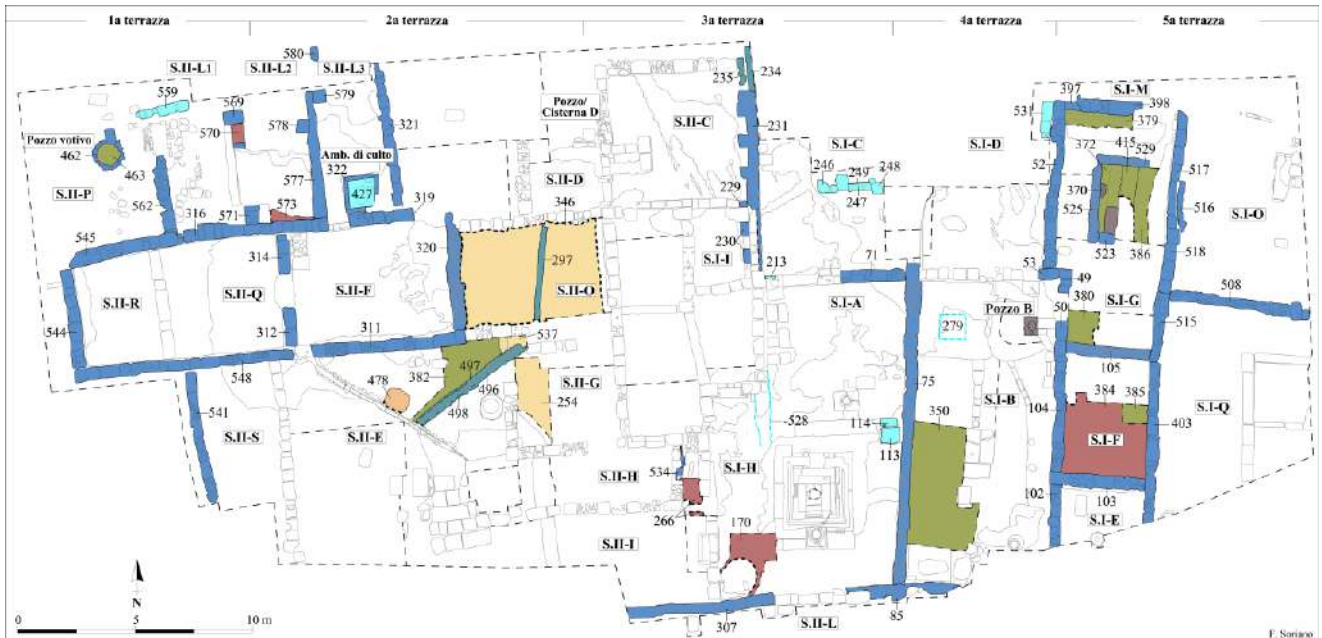 1a terrazza 2a terrazza 3a terrazza 4a terrazza 5a terrazza
580
S.II-L1 S.II-L2 S.II-L3
559
569
579
570
578
321
Pozzo votivo
462
463
S.II-P
562
577
Amb. di culto
322
427
573
571
316
319
545
Pozzo/
Cisterna D
S.II-C
235
234
231
S.II-D
346
229
230
S.I-I
213
S.I-C
246
249
248
247
S.I-D
71
S.I-M
397
398
531
379
372
415
529
52
370
525
523
386
517
516
518
S.I-O
53
49
50
380
S.I-G
508
515
314
320
297
S.II-R
S.II-Q
S.II-F
S.II-O
544
312
311
S.I-A
279
Pozzo B
537
548
382
497
496
478
498
S.II-G
254
541
S.II-S
S.II-E
75
350
S.I-B
105
384
385
104
403
S.I-F
S.I-Q
528
114
113
S.II-H
534
S.I-H
266
170
102
103
S.I-E
S.II-I
307
S.II-L
85
N
0 5 10 m
F. Soriano